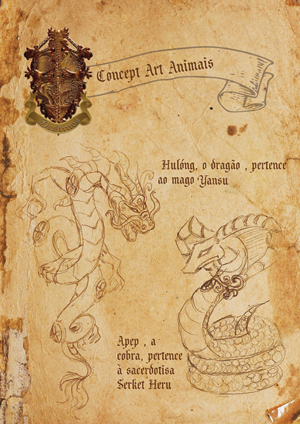 Concept Art Animais
Hulóng, o dragão , pertence
ao mago Yansu
Apep , a
cobra, pertence
à sacerdotisa
Serket Heru